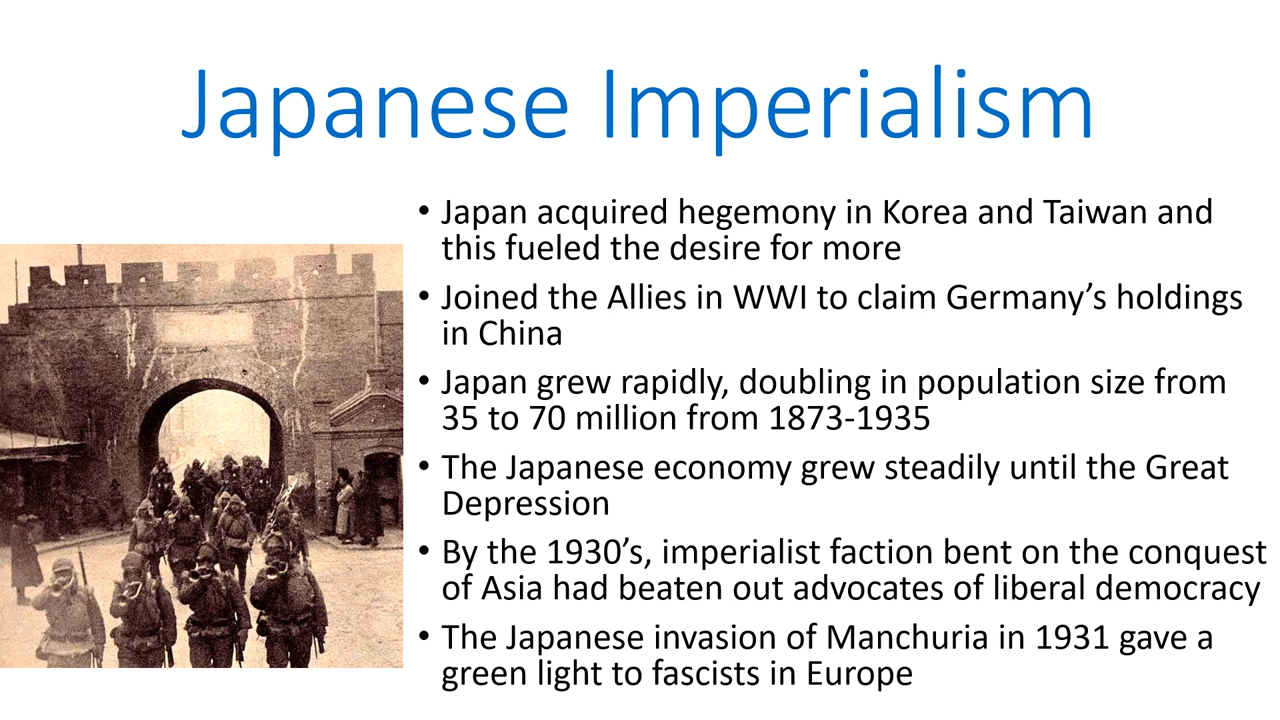 Japanese Imperialism
• Japan acquired hegemony in Korea and Taiwan and
this fueled the desire for more
• Joined the Allies in WWI to claim Germany’s holdings
in China
• Japan grew rapidly, doubling in population size from
35 to 70 million from 1873-1935
• The Japanese economy grew steadily until the Great
Depression
• By the 1930’s, imperialist faction bent on the conquest
of Asia had beaten out advocates of liberal democracy
• The Japanese invasion of Manchuria in 1931 gave a
green light to fascists in Europe